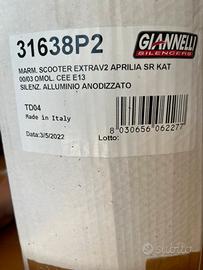 31638P2
GIANNELLI
SILENCERS
MARM. SCOOTER EXTRAV2 APRILIA SR KAT
00/03 OMOL. CEE E13
SILENZ. ALLUMINIO ANODIZZATO
TD04
Made in Italy
8 030656 062277
Data:3/5/2022
Lotto:
subito